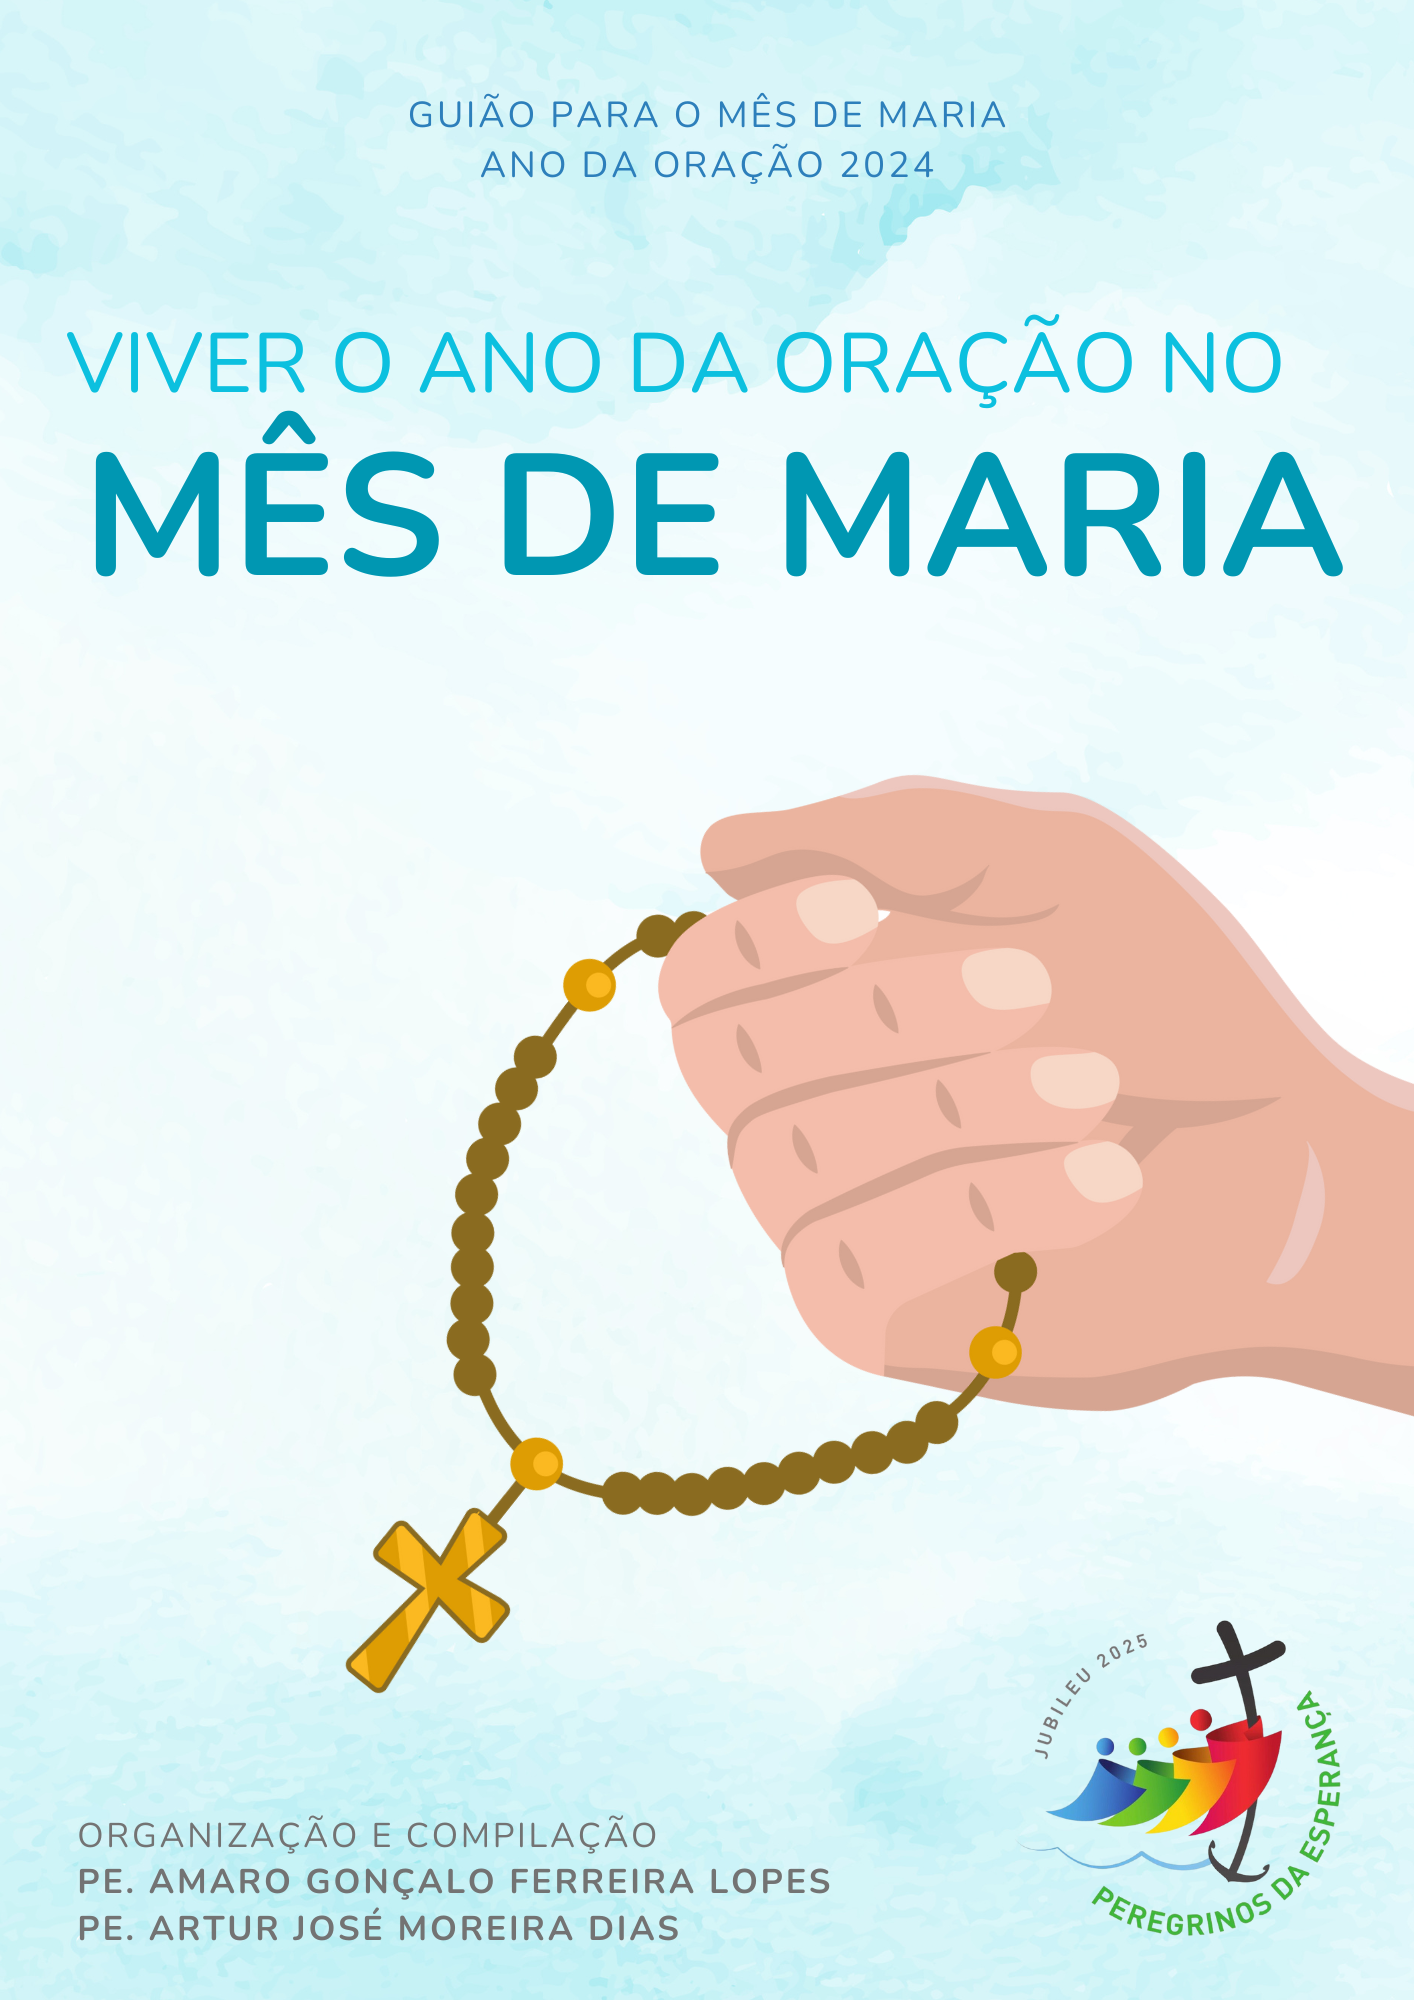 GUIÃO PARA O MÊS DE MARIA
ANO DA ORAÇÃO 2024
VIVER O ANO DA ORAÇÃO NO
MÊS DE MARIA
JUBILEU 2025
PEREGRINOS DA ESPERANÇA
ORGANIZAÇÃO E COMPILAÇÃO
PE. AMARO GONÇALO FERREIRA LOPES
PE. ARTUR JOSÉ MOREIRA DIAS